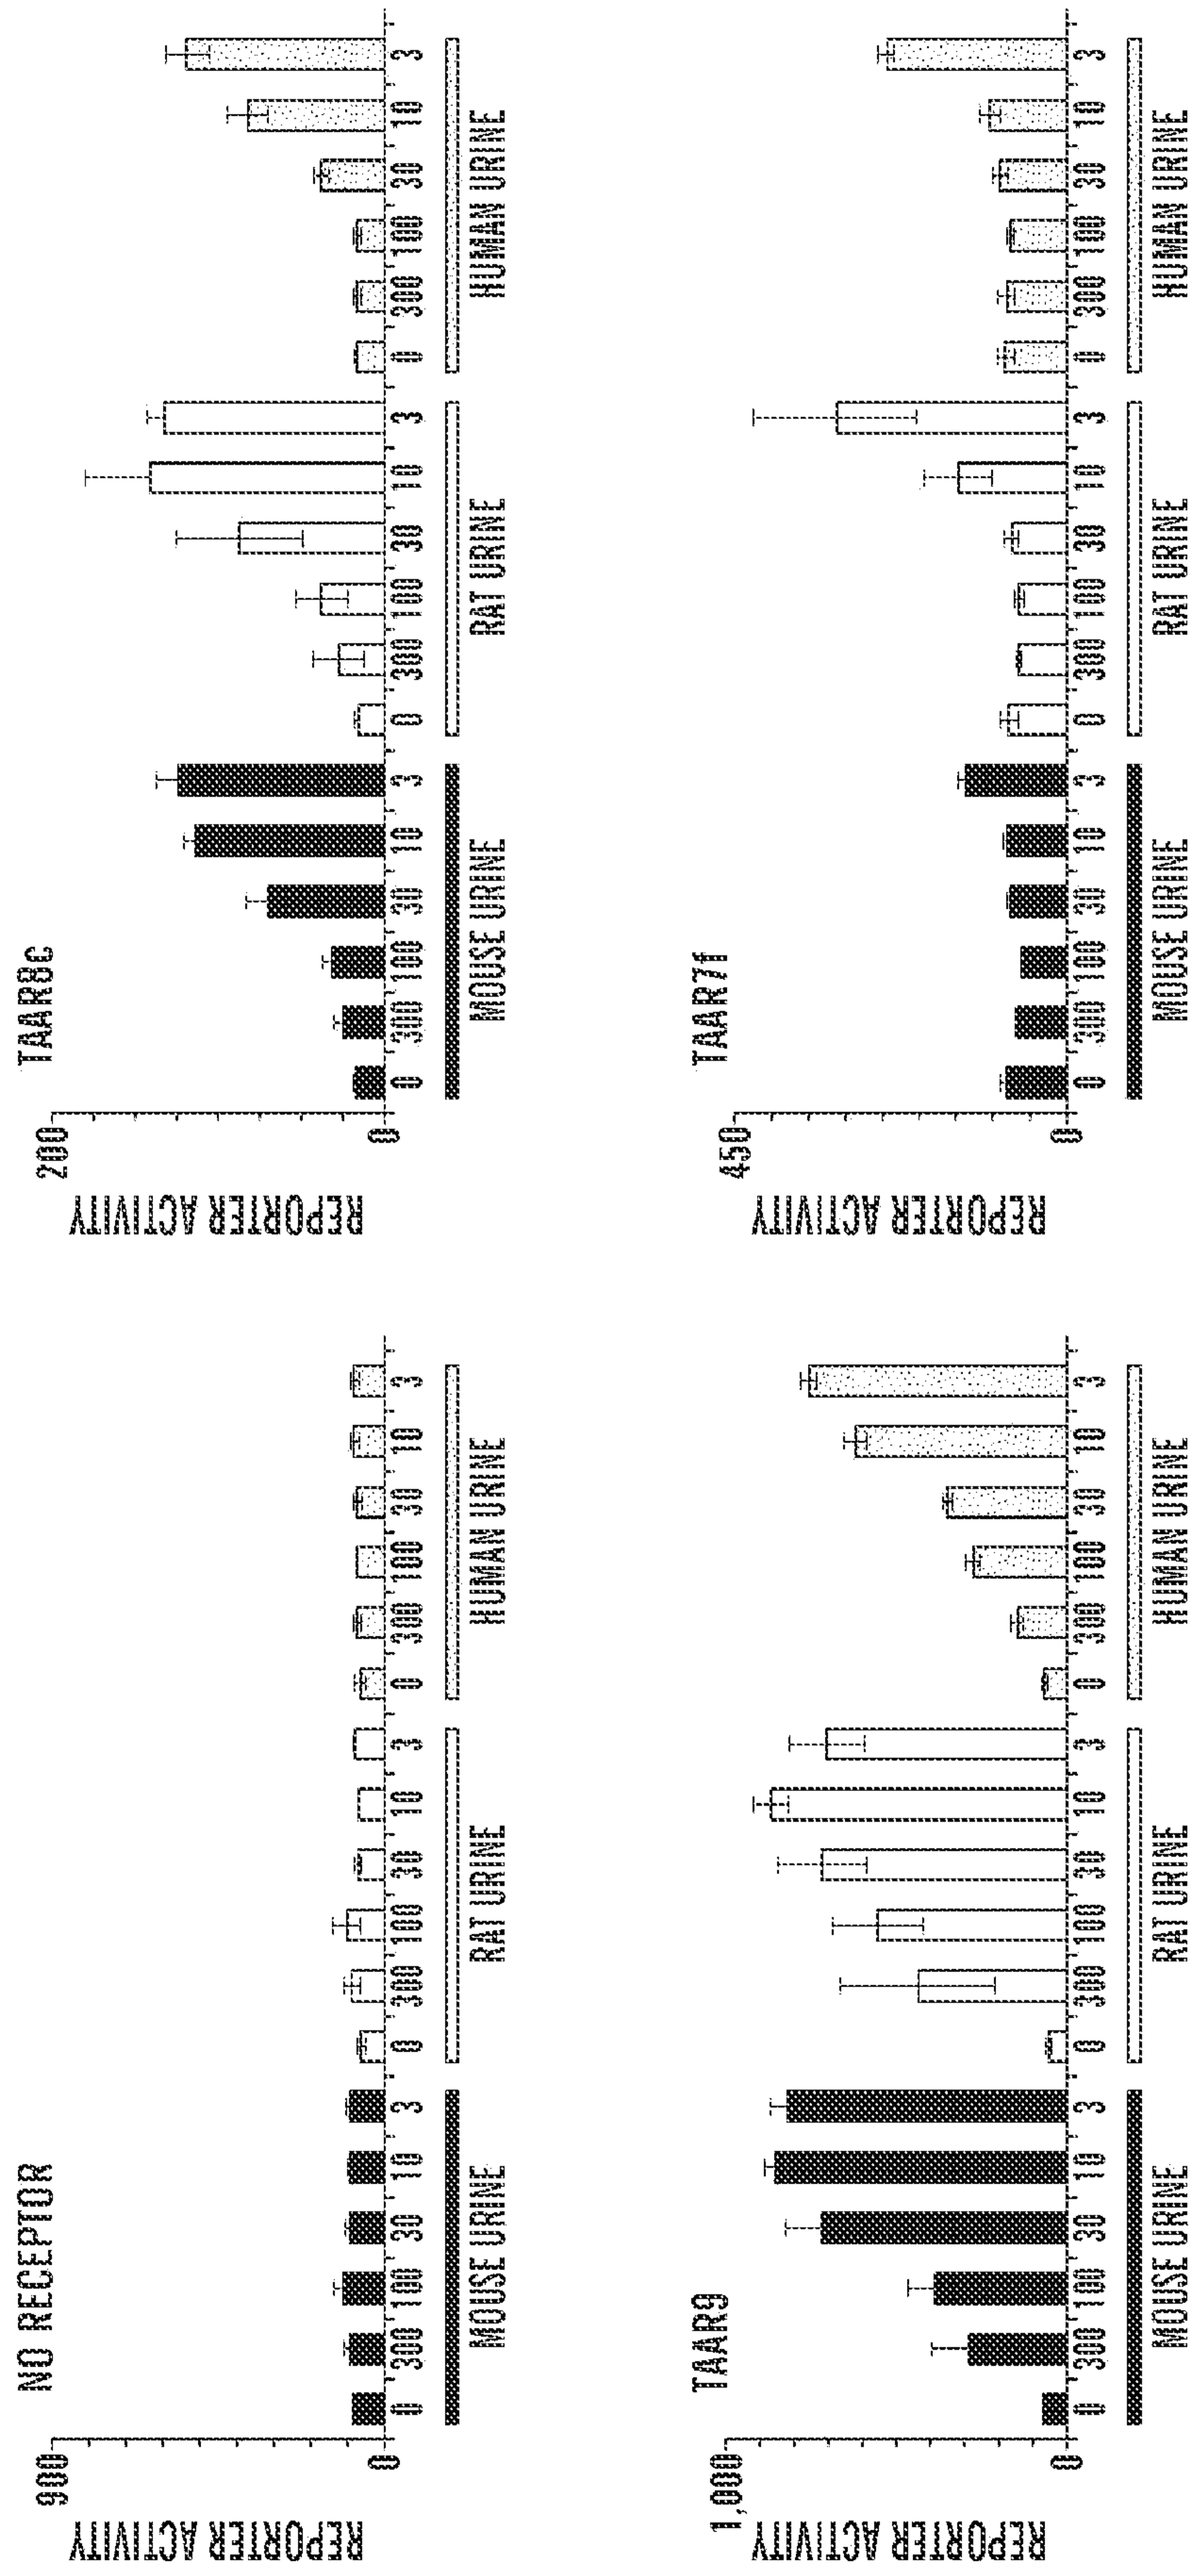 NO RECEPTOR
900
0
REPORTER ACTIVITY
0 300 100 30 10 3 0 300 100 30 10 3 0 300 100 30 10 3
MOUSE URINE RAT URINE HUMAN URINE
TAAR8c
200
0
REPORTER ACTIVITY
0 300 100 30 10 3 0 300 100 30 10 3 0 300 100 30 10 3
MOUSE URINE RAT URINE HUMAN URINE
TAAR9
1,000
0
REPORTER ACTIVITY
0 300 100 30 10 3 0 300 100 30 10 3 0 300 100 30 10 3
MOUSE URINE RAT URINE HUMAN URINE
TAAR7f
450
0
REPORTER ACTIVITY
0 300 100 30 10 3 0 300 100 30 10 3 0 300 100 30 10 3
MOUSE URINE RAT URINE HUMAN URINE